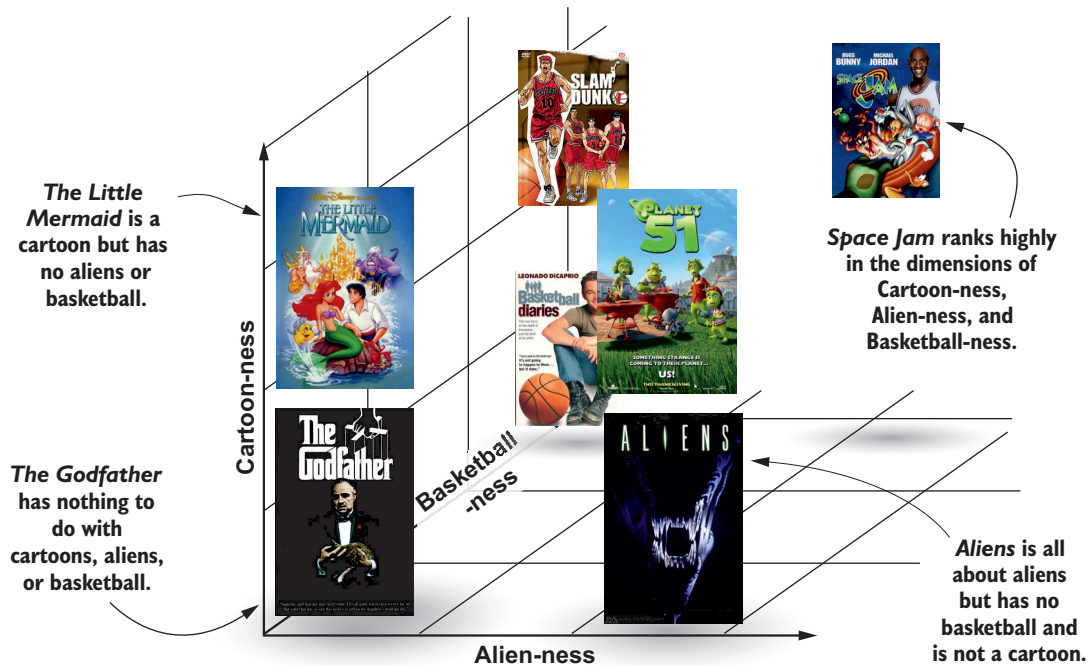 The Little
Mermaid is a
cartoon but has
no aliens or
basketball.
The Godfather
has nothing to
do with
cartoons, aliens,
or basketball.
Cartoon-ness
Basketball
-ness
Alien-ness
THE LITTLE
MERMAID
The
Godfather
SLAM
DUNK
10
LEONADO DiCAPRIO
Basketball
diaries
PLANET
51
SOMETHING STRANGE IS
COMING TO THEIR PLANET...
US!
THIS THANKSGIVING
ALIENS
BUGS
BUNNY
MICHAEL
JORDAN
SPACE
JAM
Space Jam ranks highly
in the dimensions of
Cartoon-ness,
Alien-ness, and
Basketball-ness.
Aliens is all
about aliens
but has no
basketball and
is not a cartoon.